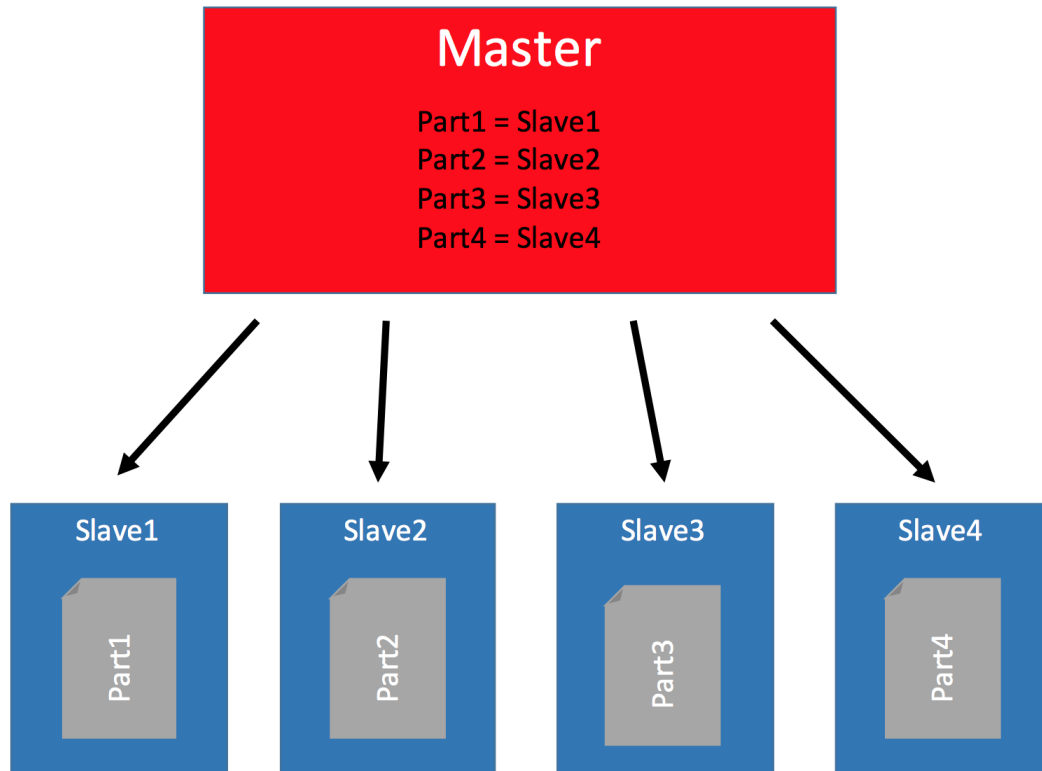 Master
Part1 = Slave1
Part2 = Slave2
Part3 = Slave3
Part4 = Slave4
Slave1
Slave2
Slave3
Slave4
Part1
Part2
Part3
Part4